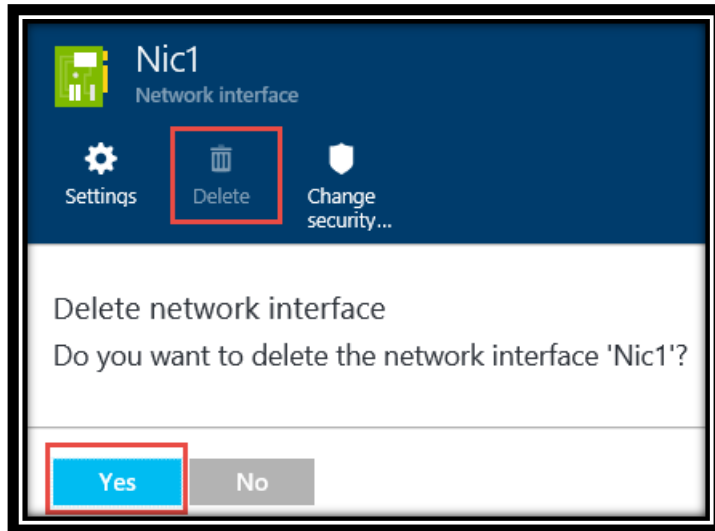 Nic1
Network interface
Settings
Delete
Change
security...
Delete network interface
Do you want to delete the network interface 'Nic1'?
Yes
No